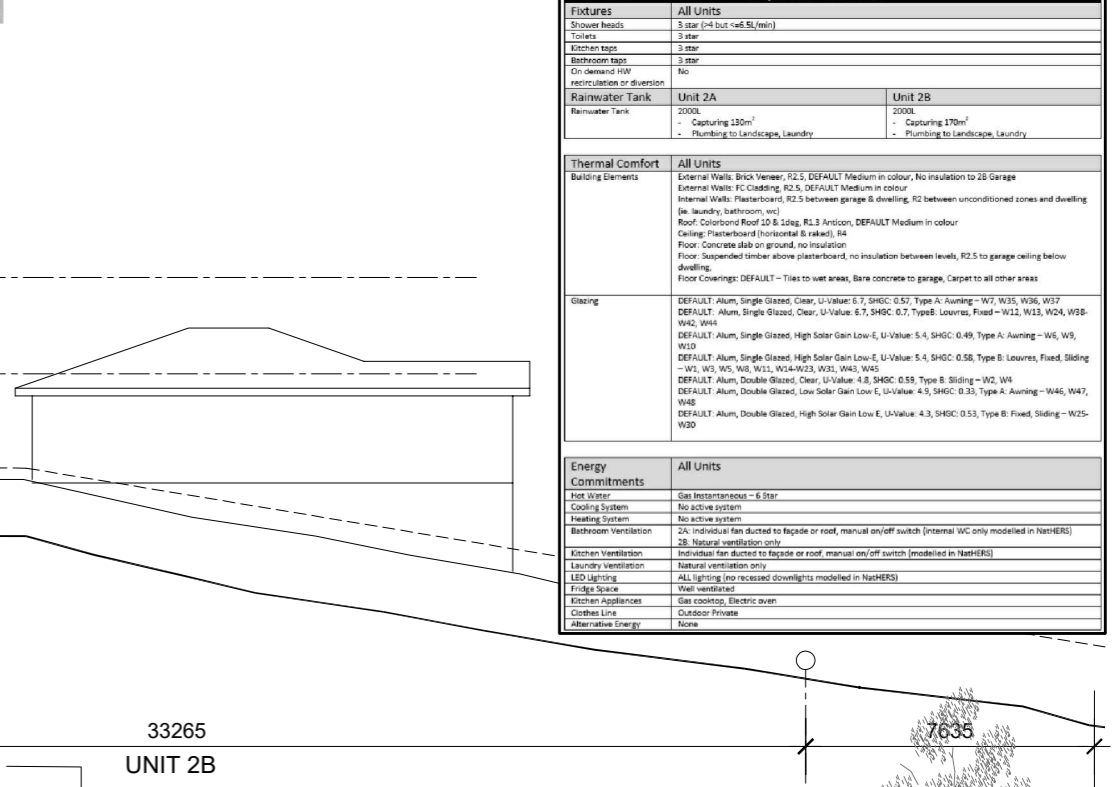 Fixtures All Units
Shower heads 3 star (>4 but <=6.5L/min)
Toilets 3 star
Kitchen taps 3 star
Bathroom taps 3 star
On demand HW No
recirculation or diversion
Rainwater Tank Unit 2A Unit 2B
Rainwater Tank 2000L 2000L
- Capturing 130m² - Capturing 170m²
- Plumbing to Landscape, Laundry - Plumbing to Landscape, Laundry
Thermal Comfort All Units
Building Elements External Walls: Brick Veneer, R2.5, DEFAULT Medium in colour, No insulation to 2B Garage
External Walls: FC Cladding, R2.5, DEFAULT Medium in colour
Internal Walls: Plasterboard, R2.5 between garage & dwelling, R2 between unconditioned zones and dwelling
(ie. laundry, bathroom, wc)
Roof: Colorbond Roof 10 & 1deg, R1.3 Anticon, DEFAULT Medium in colour
Ceiling: Plasterboard (horizontal & raked), R4
Floor: Concrete slab on ground, no insulation
Floor: Suspended timber above plasterboard, no insulation between levels, R2.5 to garage ceiling below
dwelling,
Floor Coverings: DEFAULT – Tiles to wet areas, Bare concrete to garage, Carpet to all other areas
Glazing DEFAULT: Alum, Single Glazed, Clear, U-Value: 6.7, SHGC: 0.57, Type A: Awning – W7, W35, W36, W37
DEFAULT: Alum, Single Glazed, Clear, U-Value: 6.7, SHGC: 0.7, TypeB: Louvres, Fixed – W12, W13, W24, W38-
W42, W44
DEFAULT: Alum, Single Glazed, High Solar Gain Low-E, U-Value: 5.4, SHGC: 0.49, Type A: Awning – W6, W9,
W10
DEFAULT: Alum, Single Glazed, High Solar Gain Low-E, U-Value: 5.4, SHGC: 0.58, Type B: Louvres, Fixed, Sliding
– W1, W3, W5, W8, W11, W14-W23, W31, W43, W45
DEFAULT: Alum, Double Glazed, Clear, U-Value: 4.8, SHGC: 0.59, Type B: Sliding – W2, W4
DEFAULT: Alum, Double Glazed, Low Solar Gain Low E, U-Value: 4.9, SHGC: 0.33, Type A: Awning – W46, W47,
W48
DEFAULT: Alum, Double Glazed, High Solar Gain Low E, U-Value: 4.3, SHGC: 0.53, Type B: Fixed, Sliding – W25-
W30
Energy All Units
Commitments
Hot Water Gas Instantaneous – 6 Star
Cooling System No active system
Heating System No active system
Bathroom Ventilation 2A: Individual fan ducted to façade or roof, manual on/off switch (internal WC only modelled in NatHERS)
2B: Natural ventilation only
Kitchen Ventilation Individual fan ducted to façade or roof, manual on/off switch (modelled in NatHERS)
Laundry Ventilation Natural ventilation only
LED Lighting ALL lighting (no recessed downlights modelled in NatHERS)
Fridge Space Well ventilated
Kitchen Appliances Gas cooktop, Electric oven
Clothes Line Outdoor Private
Alternative Energy None
33265 7635
UNIT 2B